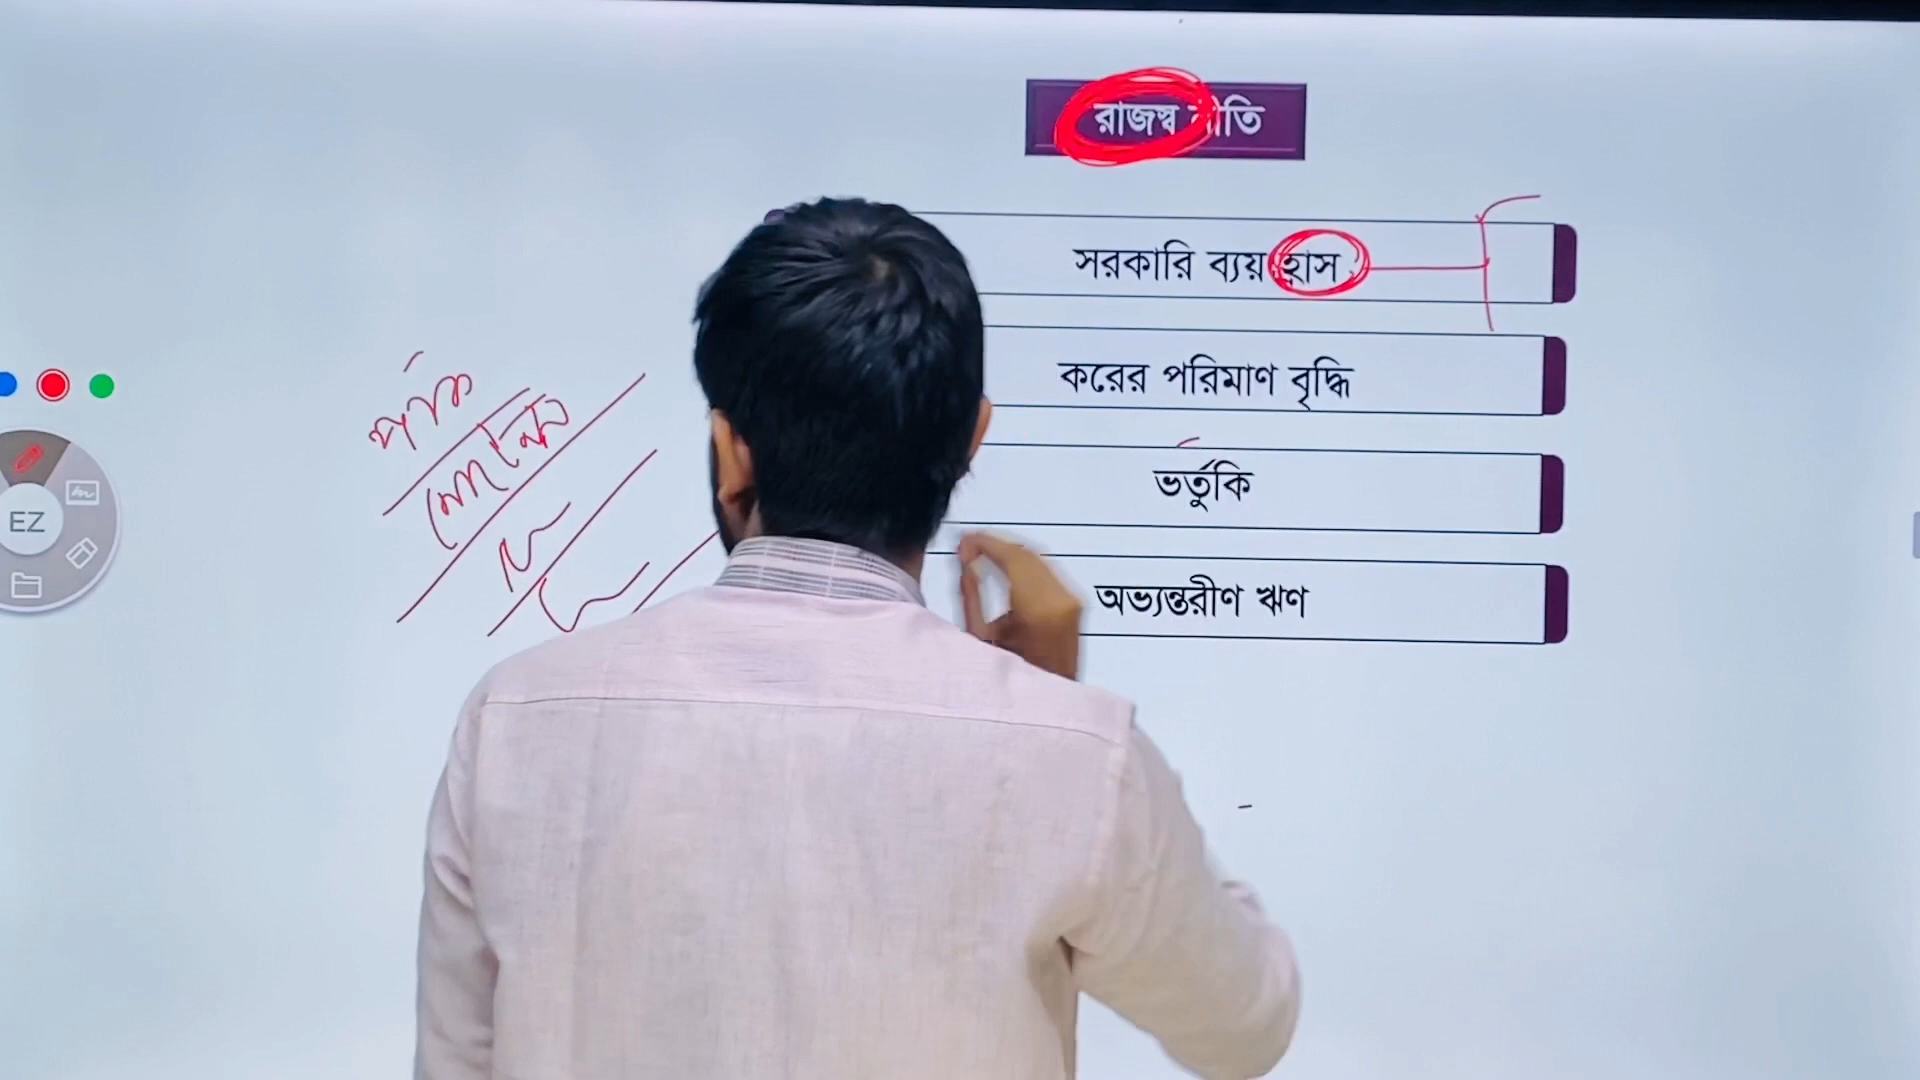 রাজস্ব নীতি
সরকারি ব্যয় হ্রাস
করের পরিমাণ বৃদ্ধি
ভর্তুকি
অভ্যন্তরীণ ঋণ
EZ